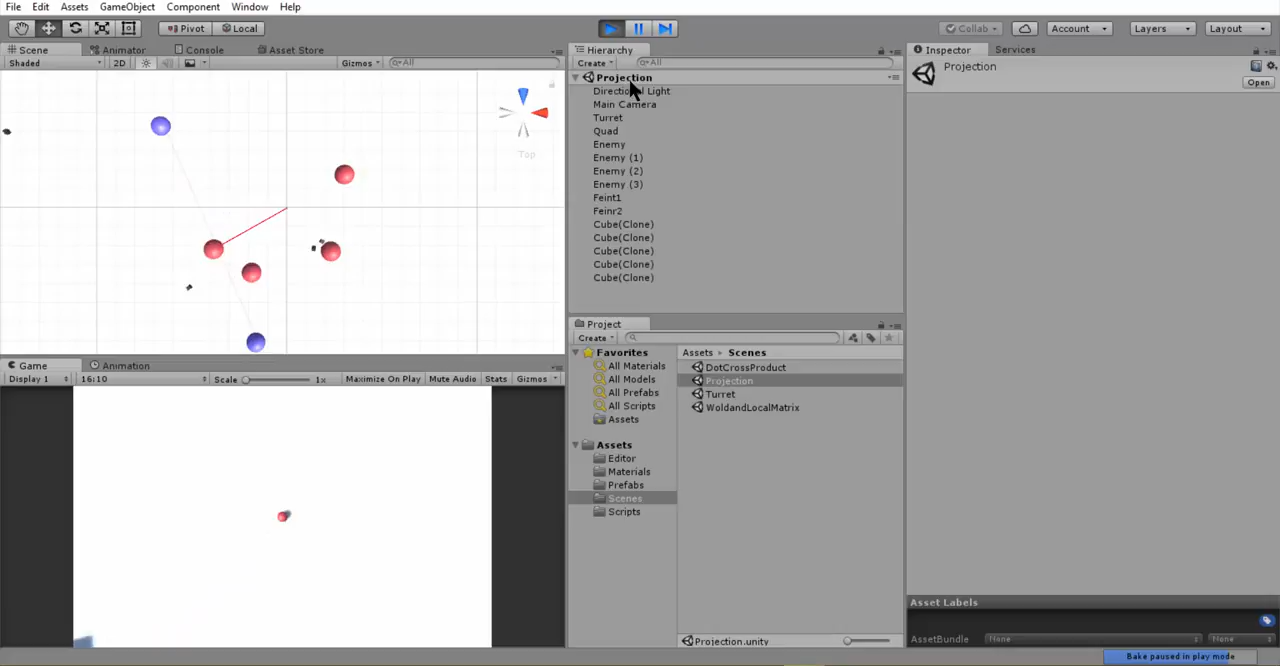 File Edit Assets GameObject Component Window Help
Pivot Local Collab Account Layers Layout
Scene Animator Console Asset Store
Shaded 2D Gizmos All
Top
Game Animation
Display 1 16:10 Scale 1x Maximize On Play Mute Audio Stats Gizmos
Hierarchy
Create All
Projection
Directional Light
Main Camera
Turret
Quad
Enemy
Enemy (1)
Enemy (2)
Enemy (3)
Feint1
Feinr2
Cube(Clone)
Cube(Clone)
Cube(Clone)
Cube(Clone)
Cube(Clone)
Project
Create
Favorites
All Materials
All Models
All Prefabs
All Scripts
Assets
Assets
Editor
Materials
Prefabs
Scenes
Scripts
Assets Scenes
DotCrossProduct
Projection
Turret
WoldandLocalMatrix
Projection.unity
Inspector Services
Projection
Open
Asset Labels
AssetBundle None None
Bake paused in play mode